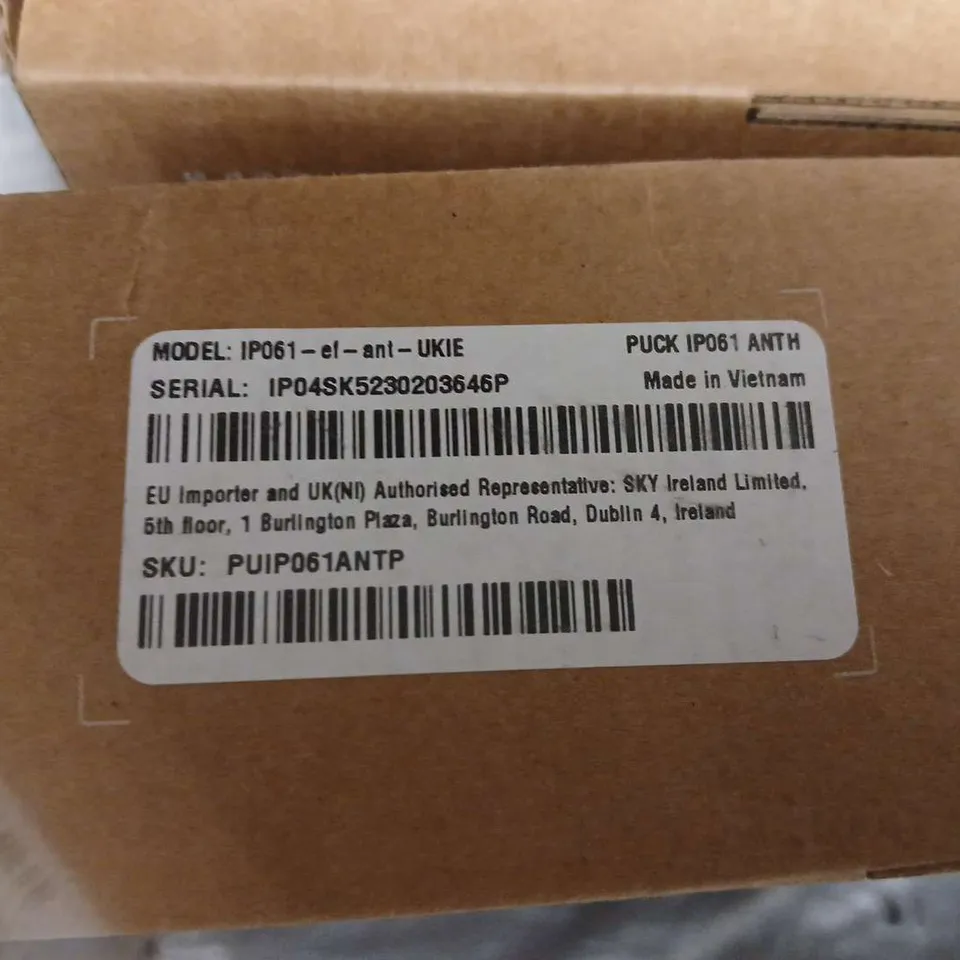 MODEL: IP061-ef-ant-UKIE
PUCK IP061 ANTH
SERIAL: IP04SK5230203646P
Made in Vietnam
EU Importer and UK(NI) Authorised Representative: SKY Ireland Limited,
5th floor, 1 Burlington Plaza, Burlington Road, Dublin 4, Ireland
SKU: PUIP061ANTP